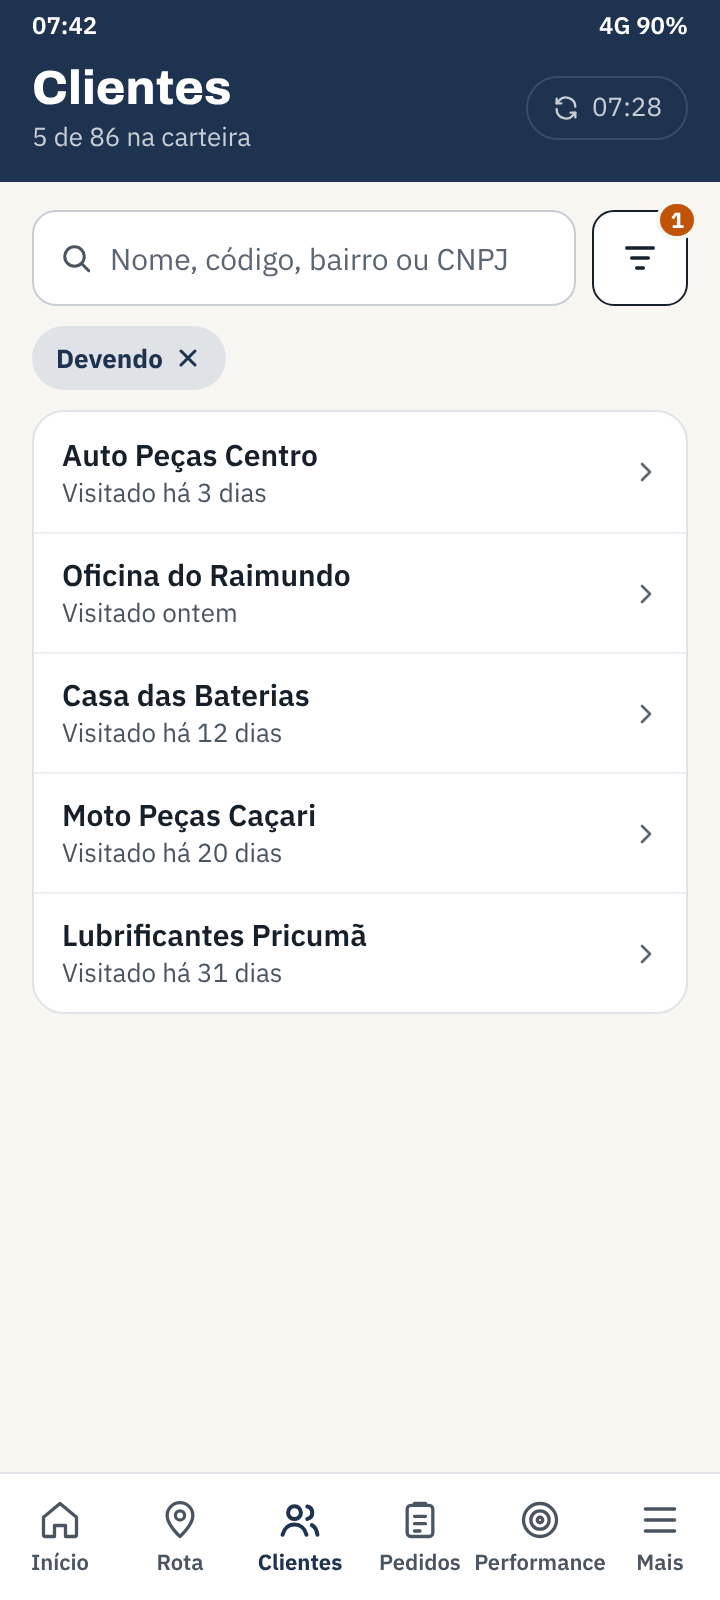 07:42
4G 90%
Clientes
5 de 86 na carteira
07:28
Nome, código, bairro ou CNPJ
1
Devendo
Auto Peças Centro
Visitado há 3 dias
Oficina do Raimundo
Visitado ontem
Casa das Baterias
Visitado há 12 dias
Moto Peças Caçari
Visitado há 20 dias
Lubrificantes Pricumã
Visitado há 31 dias
Início
Rota
Clientes
Pedidos
Performance
Mais